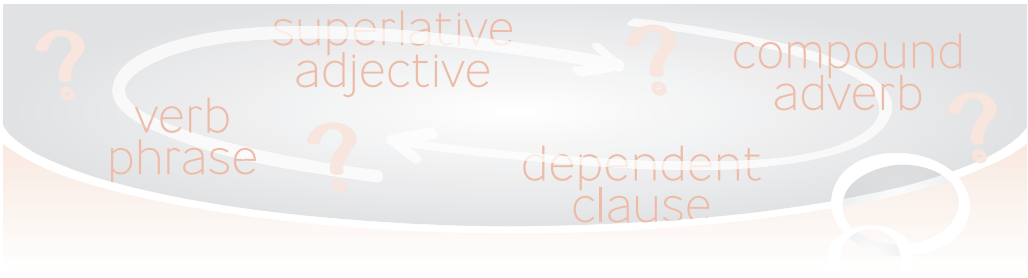 superlative
adjective
compound
adverb
verb
phrase
dependent
clause
?
?
?
?